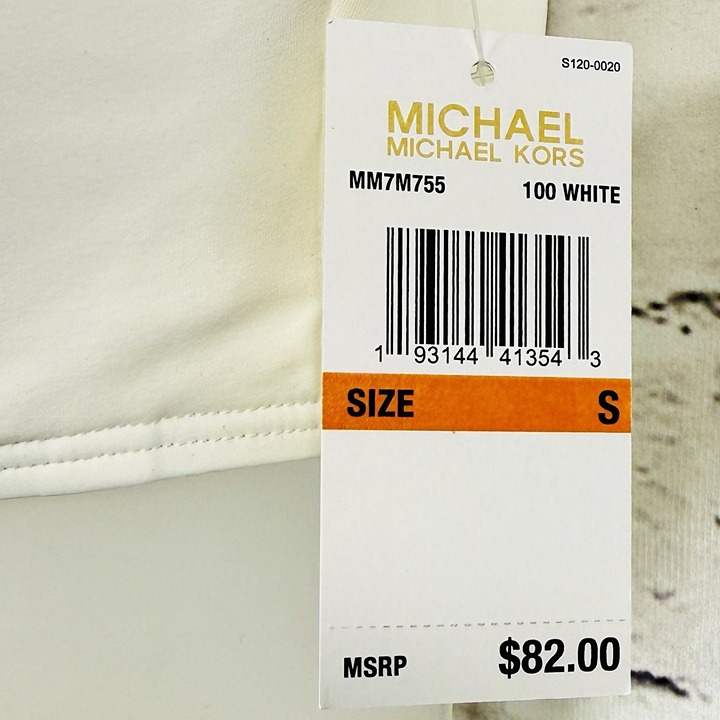 S120-0020
MICHAEL
MICHAEL KORS
MM7M755 100 WHITE
1 93144 41354 3
SIZE S
MSRP $82.00